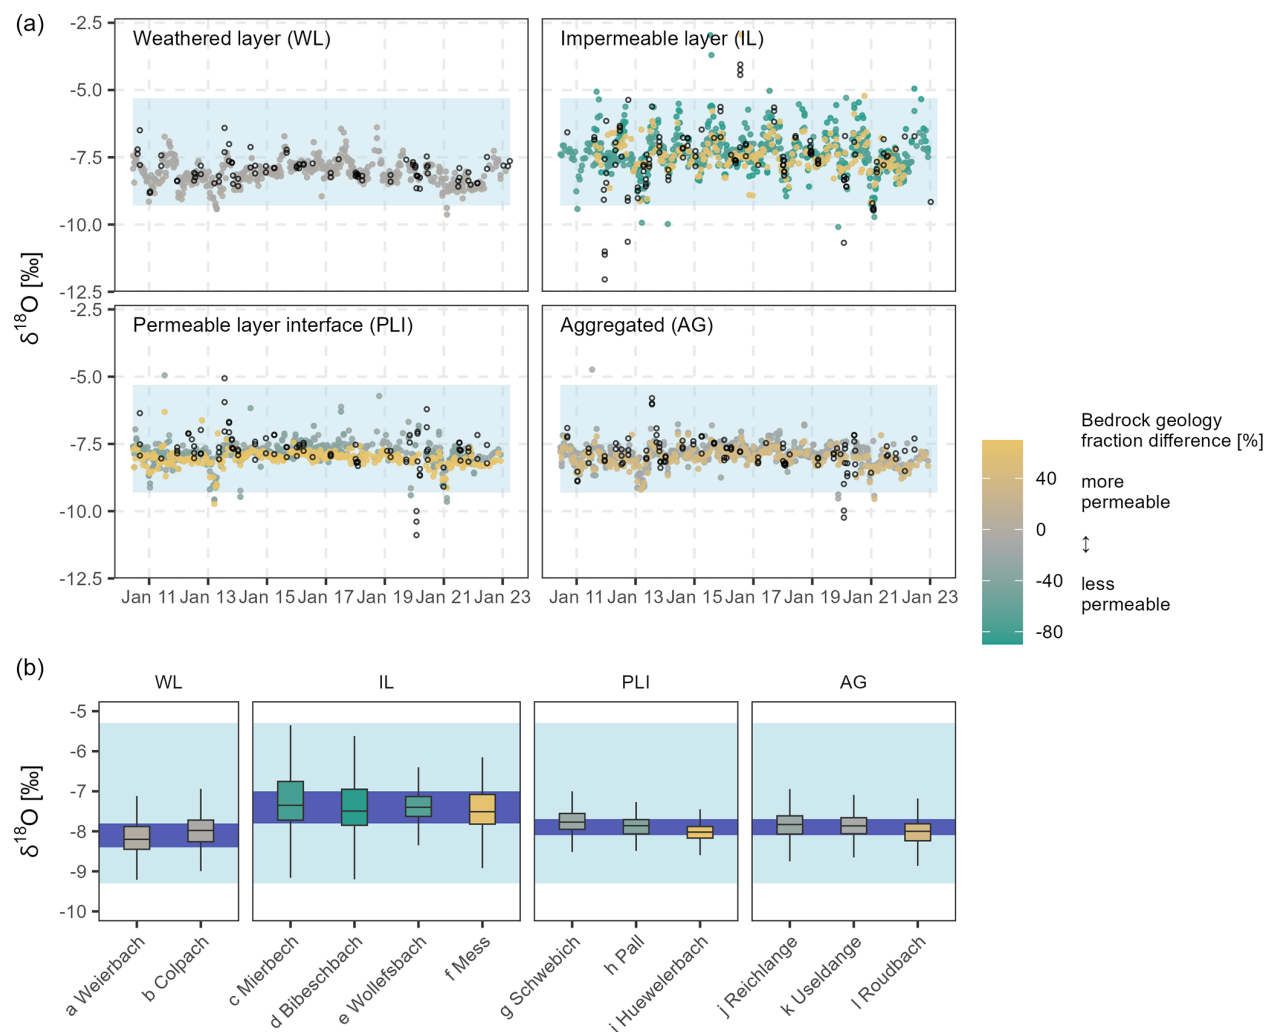 (a)
-2.5
-5.0
-7.5
-10.0
-12.5
Weathered layer (WL)
Impermeable layer (IL)
δ18O [‰]
-2.5
-5.0
-7.5
-10.0
-12.5
Permeable layer interface (PLI)
Aggregated (AG)
Jan 11 Jan 13 Jan 15 Jan 17 Jan 19 Jan 21 Jan 23
Jan 11 Jan 13 Jan 15 Jan 17 Jan 19 Jan 21 Jan 23
Bedrock geology
fraction difference [%]
40
0
-40
-80
more
permeable
↕
less
permeable
(b)
WL
IL
PLI
AG
δ18O [‰]
-5
-6
-7
-8
-9
-10
a Weierbach
b Colpach
c Mierbech
d Bibeschbach
e Wollefsbach
f Mess
g Schwebich
h Pall
i Huewelerbach
j Reichlange
k Useldange
l Roudbach